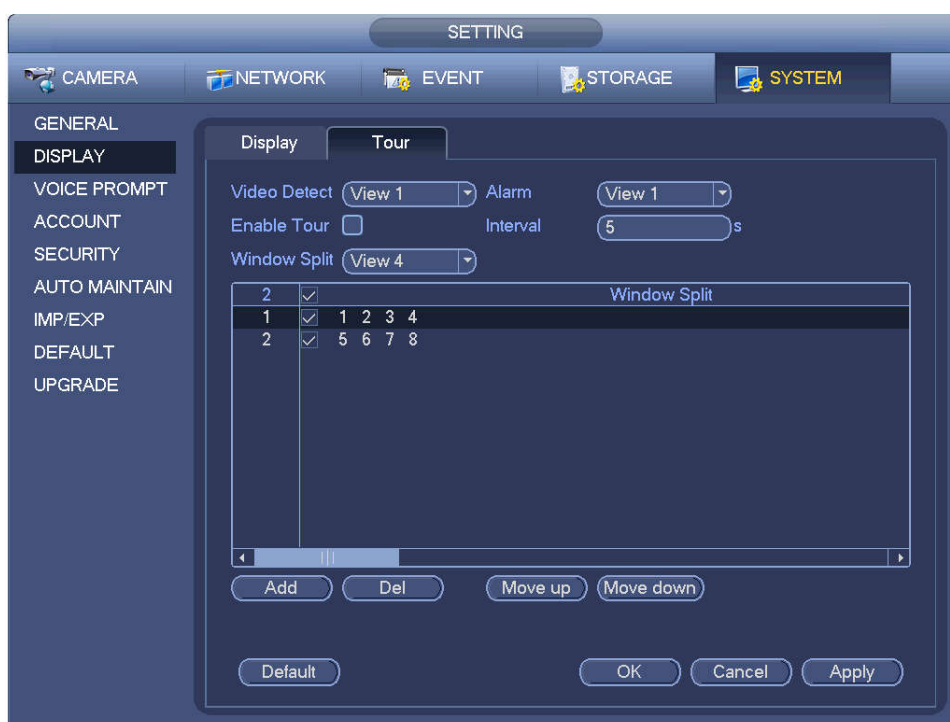 SETTING
CAMERA NETWORK EVENT STORAGE SYSTEM
GENERAL
DISPLAY
VOICE PROMPT
ACCOUNT
SECURITY
AUTO MAINTAIN
IMP/EXP
DEFAULT
UPGRADE
Display Tour
Video Detect View 1 Alarm View 1
Enable Tour Interval 5 s
Window Split View 4
2 Window Split
1 1 2 3 4
2 5 6 7 8
Add Del Move up Move down
Default OK Cancel Apply